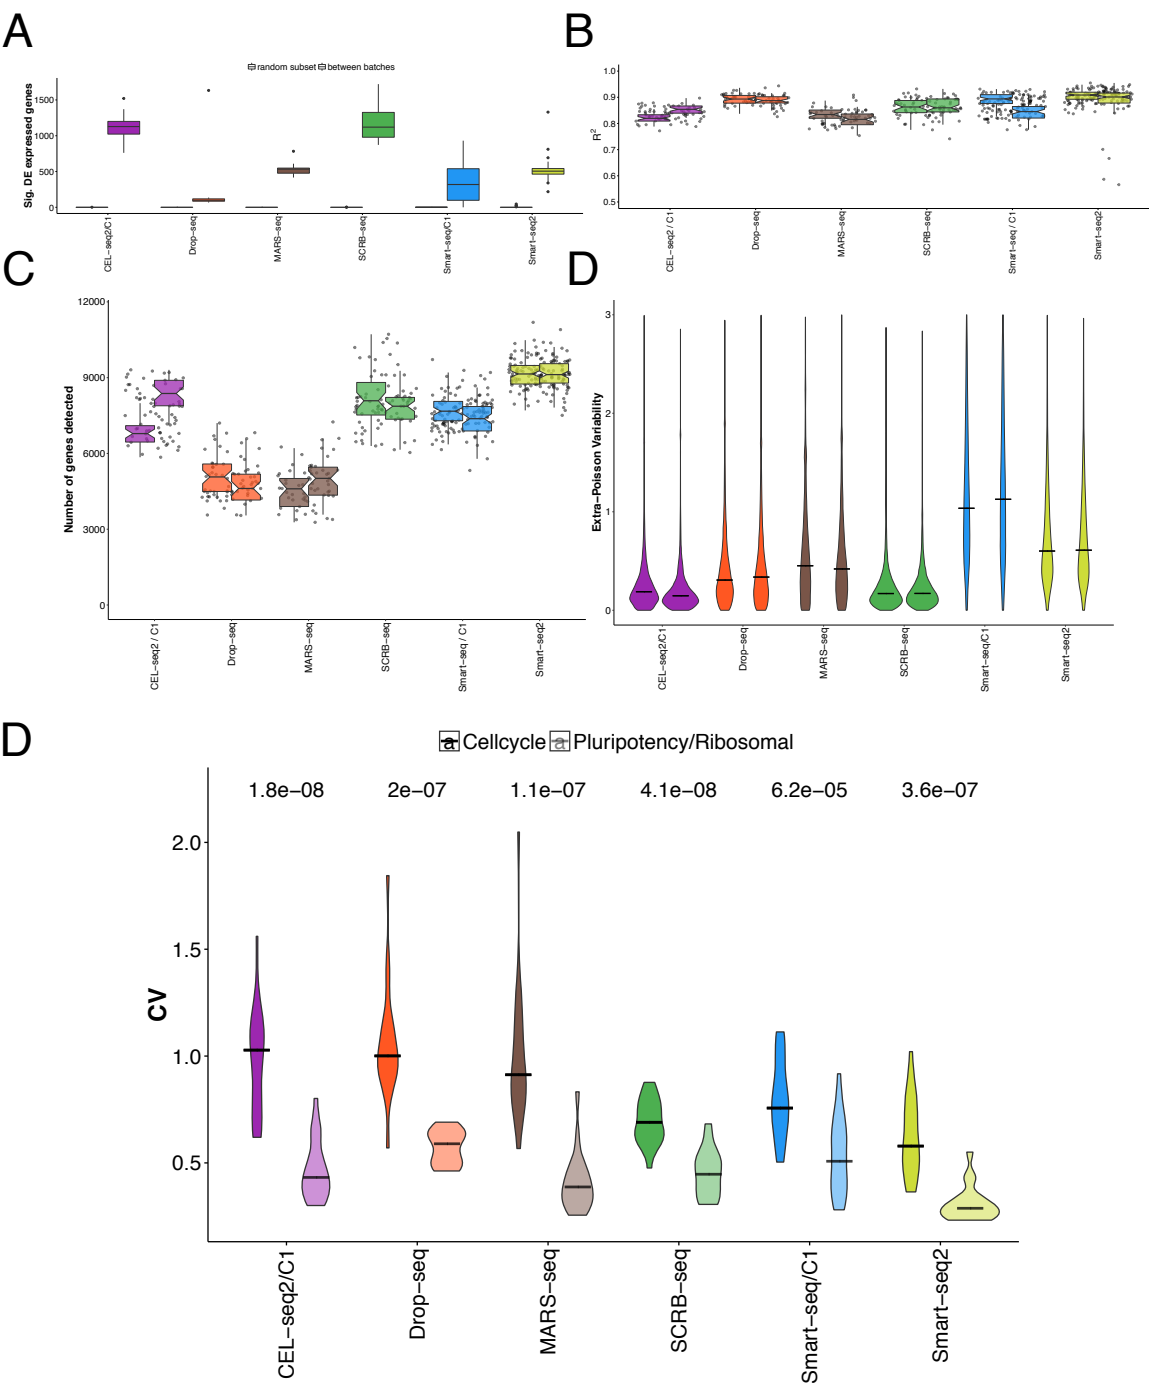 A
random subset between batches
Sig. DE expressed genes
1500
1000
500
0
CEL−seq2/C1
Drop−seq
MARS−seq
SCRB−seq
Smart−seq/C1
Smart−seq2
B
R²
1.0
0.9
0.8
0.7
0.6
0.5
CEL−seq2 / C1
Drop−seq
MARS−seq
SCRB−seq
Smart−seq / C1
Smart−seq2
C
Number of genes detected
12000
9000
6000
3000
0
CEL−seq2 / C1
Drop−seq
MARS−seq
SCRB−seq
Smart−seq / C1
Smart−seq2
D
Extra−Poisson Variability
3
2
1
0
CEL−seq2/C1
Drop−seq
MARS−seq
SCRB−seq
Smart−seq/C1
Smart−seq2
D
a Cellcycle a Pluripotency/Ribosomal
1.8e−08 2e−07 1.1e−07 4.1e−08 6.2e−05 3.6e−07
CV
2.0
1.5
1.0
0.5
CEL−seq2/C1
Drop−seq
MARS−seq
SCRB−seq
Smart−seq/C1
Smart−seq2